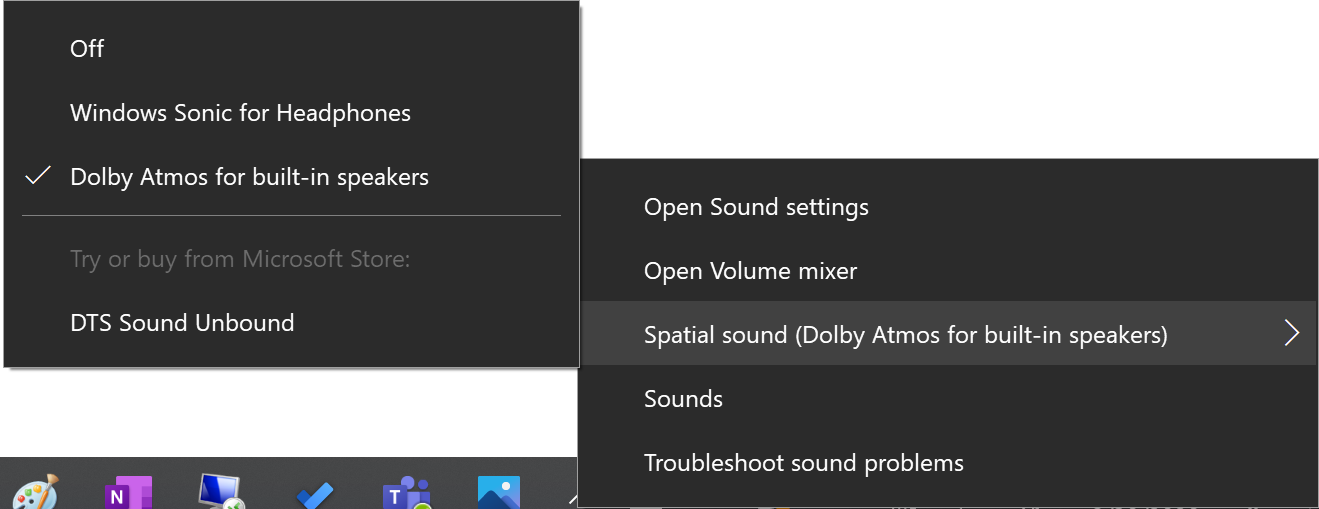 Off
Windows Sonic for Headphones
Dolby Atmos for built-in speakers
Try or buy from Microsoft Store:
DTS Sound Unbound
Open Sound settings
Open Volume mixer
Spatial sound (Dolby Atmos for built-in speakers)
Sounds
Troubleshoot sound problems
N
T